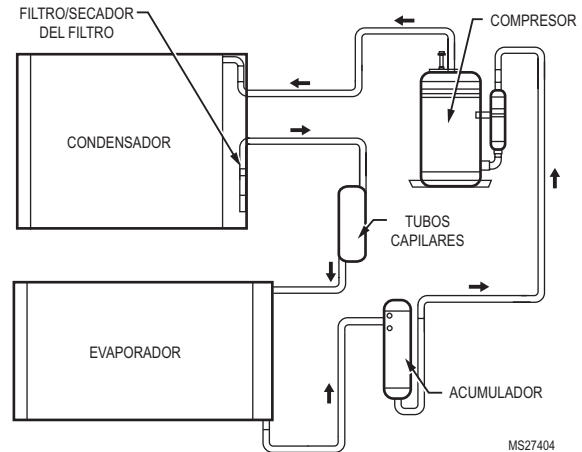 FILTRO/SECADOR
DEL FILTRO
COMPRESOR
CONDENSADOR
TUBOS
CAPILARES
EVAPORADOR
ACUMULADOR
MS27404